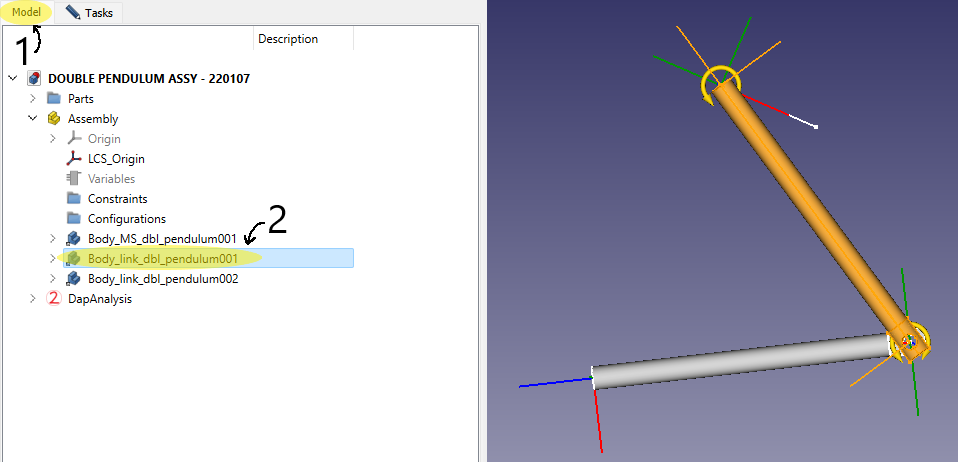 Model
Tasks
1
Description
DOUBLE PENDULUM ASSY - 220107
Parts
Assembly
Origin
LCS_Origin
Variables
Constraints
Configurations
2
Body_MS_dbl_pendulum001
Body_link_dbl_pendulum001
Body_link_dbl_pendulum002
2 DapAnalysis